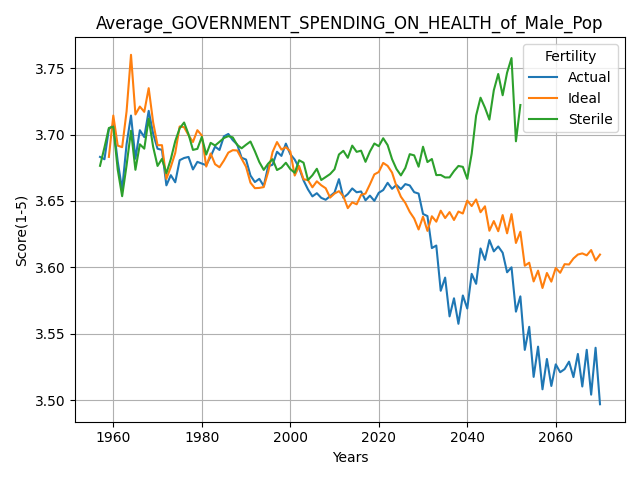 Average_GOVERNMENT_SPENDING_ON_HEALTH_of_Male_Pop
Fertility
Actual
Ideal
Sterile
3.75
3.70
3.65
3.60
3.55
3.50
Score(1-5)
1960 1980 2000 2020 2040 2060
Years